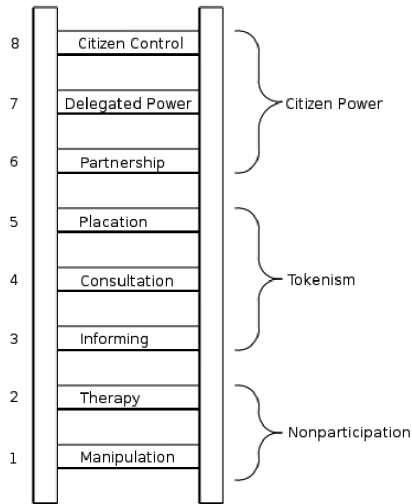 8 Citizen Control
7 Delegated Power
Citizen Power
6 Partnership
5 Placation
4 Consultation
Tokenism
3 Informing
2 Therapy
Nonparticipation
1 Manipulation